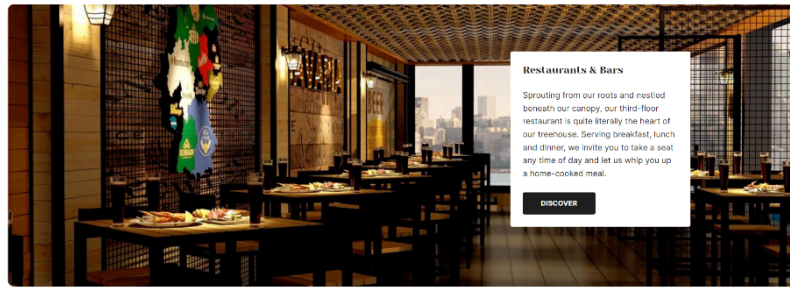 BAVARIA
BEER
Restaurants & Bars
Sprouting from our roots and nestled
beneath our canopy, our third-floor
restaurant is quite literally the heart of
our treehouse. Serving breakfast, lunch
and dinner, we invite you to take a seat
any time of day and let us whip you up
a home-cooked meal.
DISCOVER